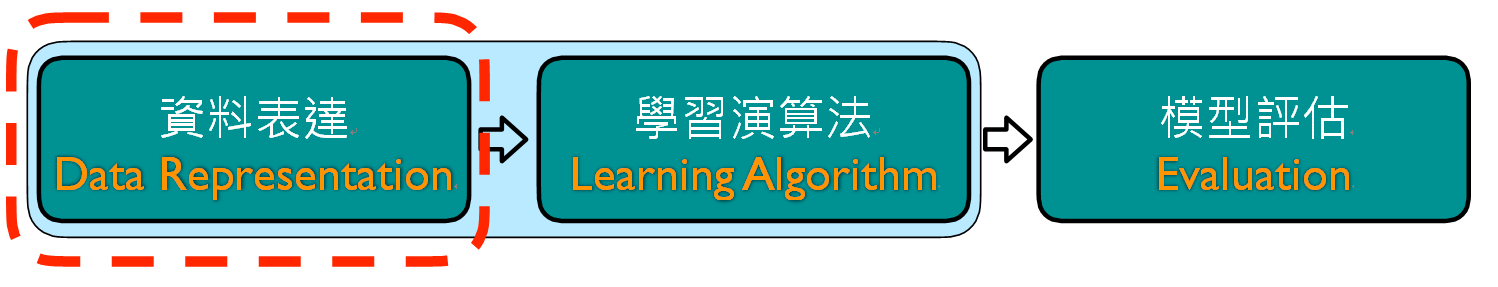 資料表達
Data Representation
學習演算法
Learning Algorithm
模型評估
Evaluation